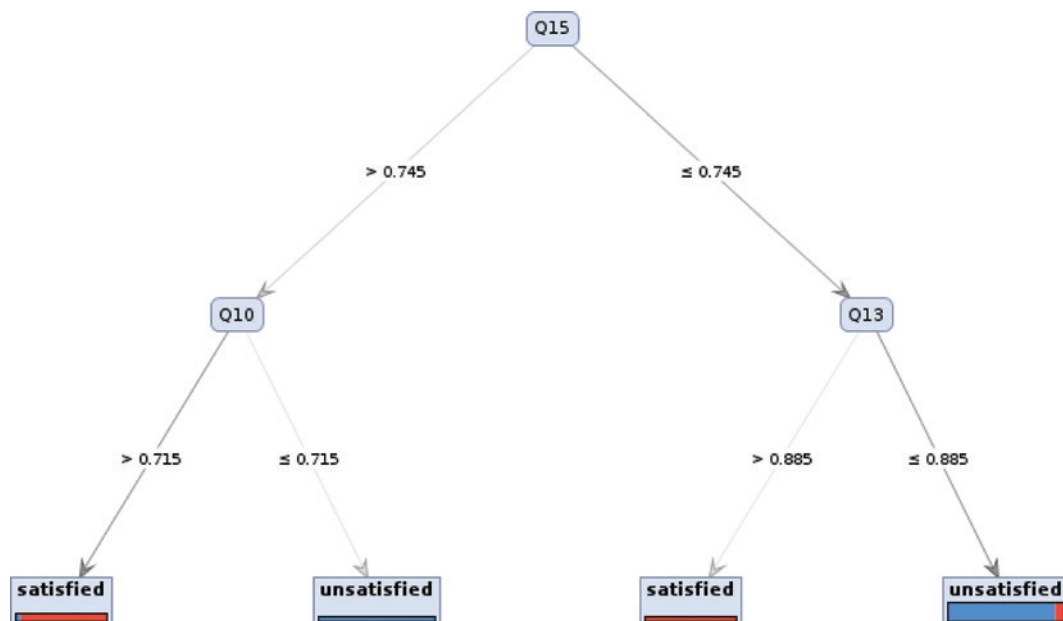 Q15
> 0.745
≤ 0.745
Q10
Q13
> 0.715
≤ 0.715
> 0.885
≤ 0.885
satisfied
unsatisfied
satisfied
unsatisfied